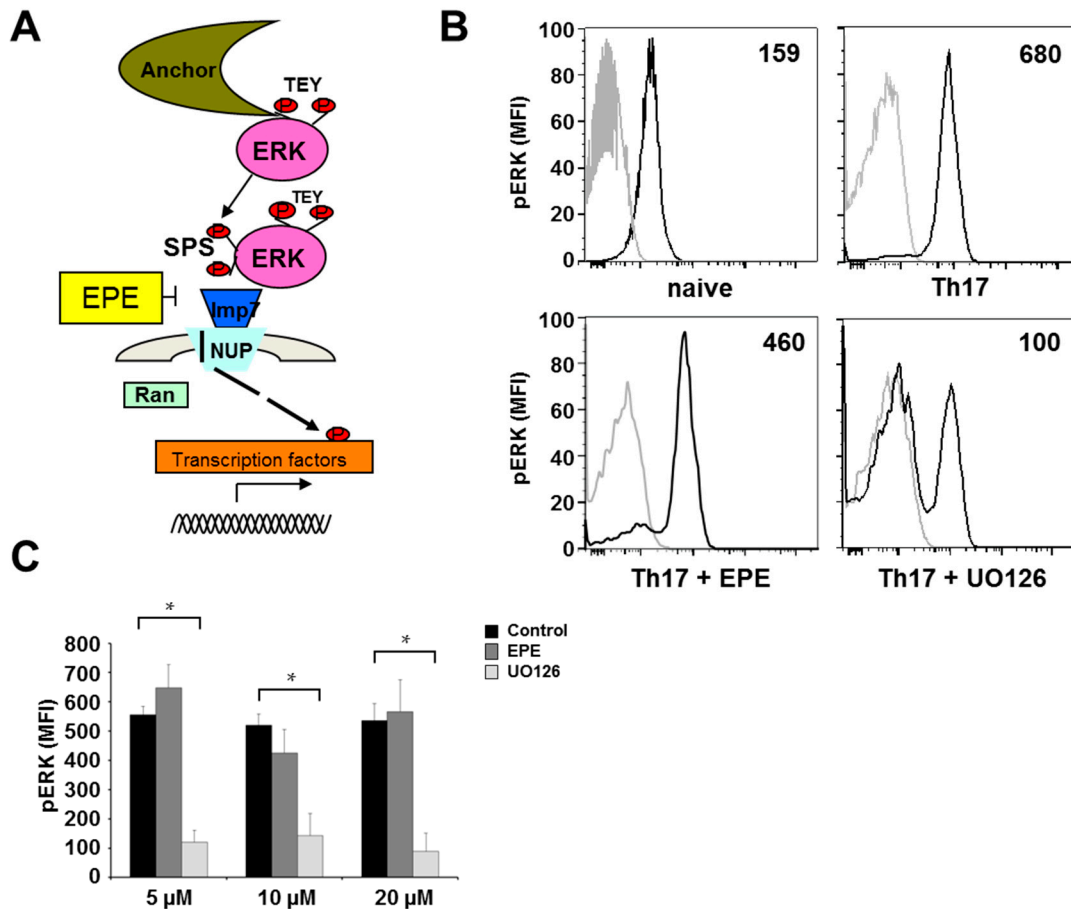 A
Anchor
TEY
P P
ERK
TEY
P P
P
SPS
ERK
P
EPE
Imp7
NUP
Ran
P
Transcription factors
B
159
680
pERK (MFI)
100
80
60
40
20
0
naive
Th17
460
100
pERK (MFI)
100
80
60
40
20
0
Th17 + EPE
Th17 + UO126
C
800
700
600
500
400
300
200
100
0
pERK (MFI)
*
*
*
Control
EPE
UO126
5 µM
10 µM
20 µM